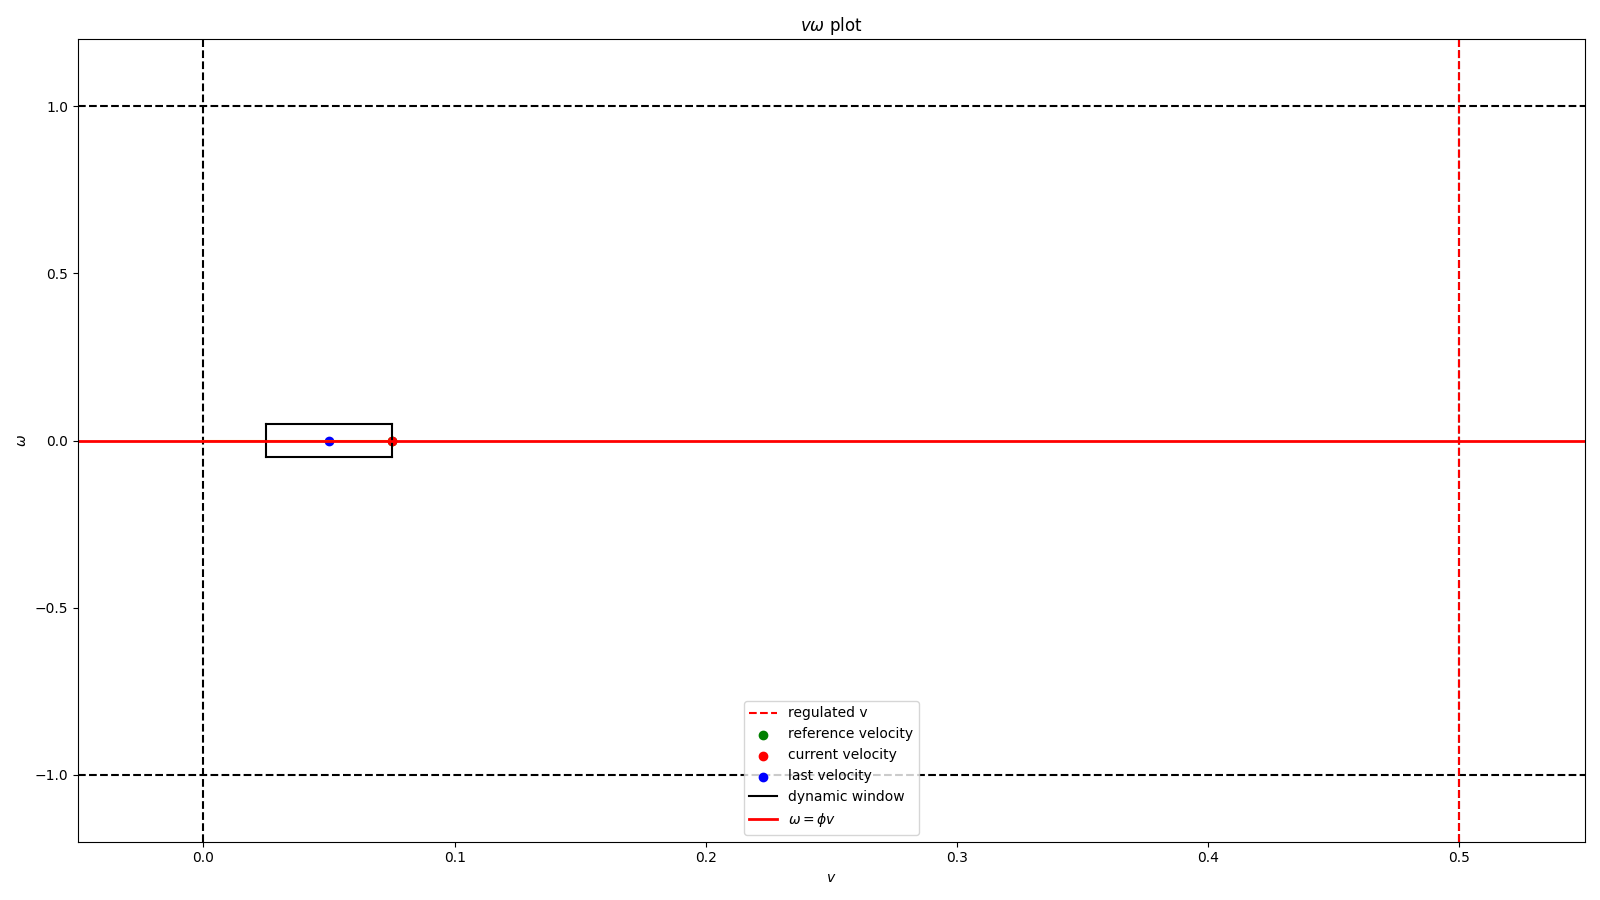 vω plot
1.0
0.5
0.0
−0.5
−1.0
ω
0.0
0.1
0.2
0.3
0.4
0.5
v
regulated v
reference velocity
current velocity
last velocity
dynamic window
ω = ϕv